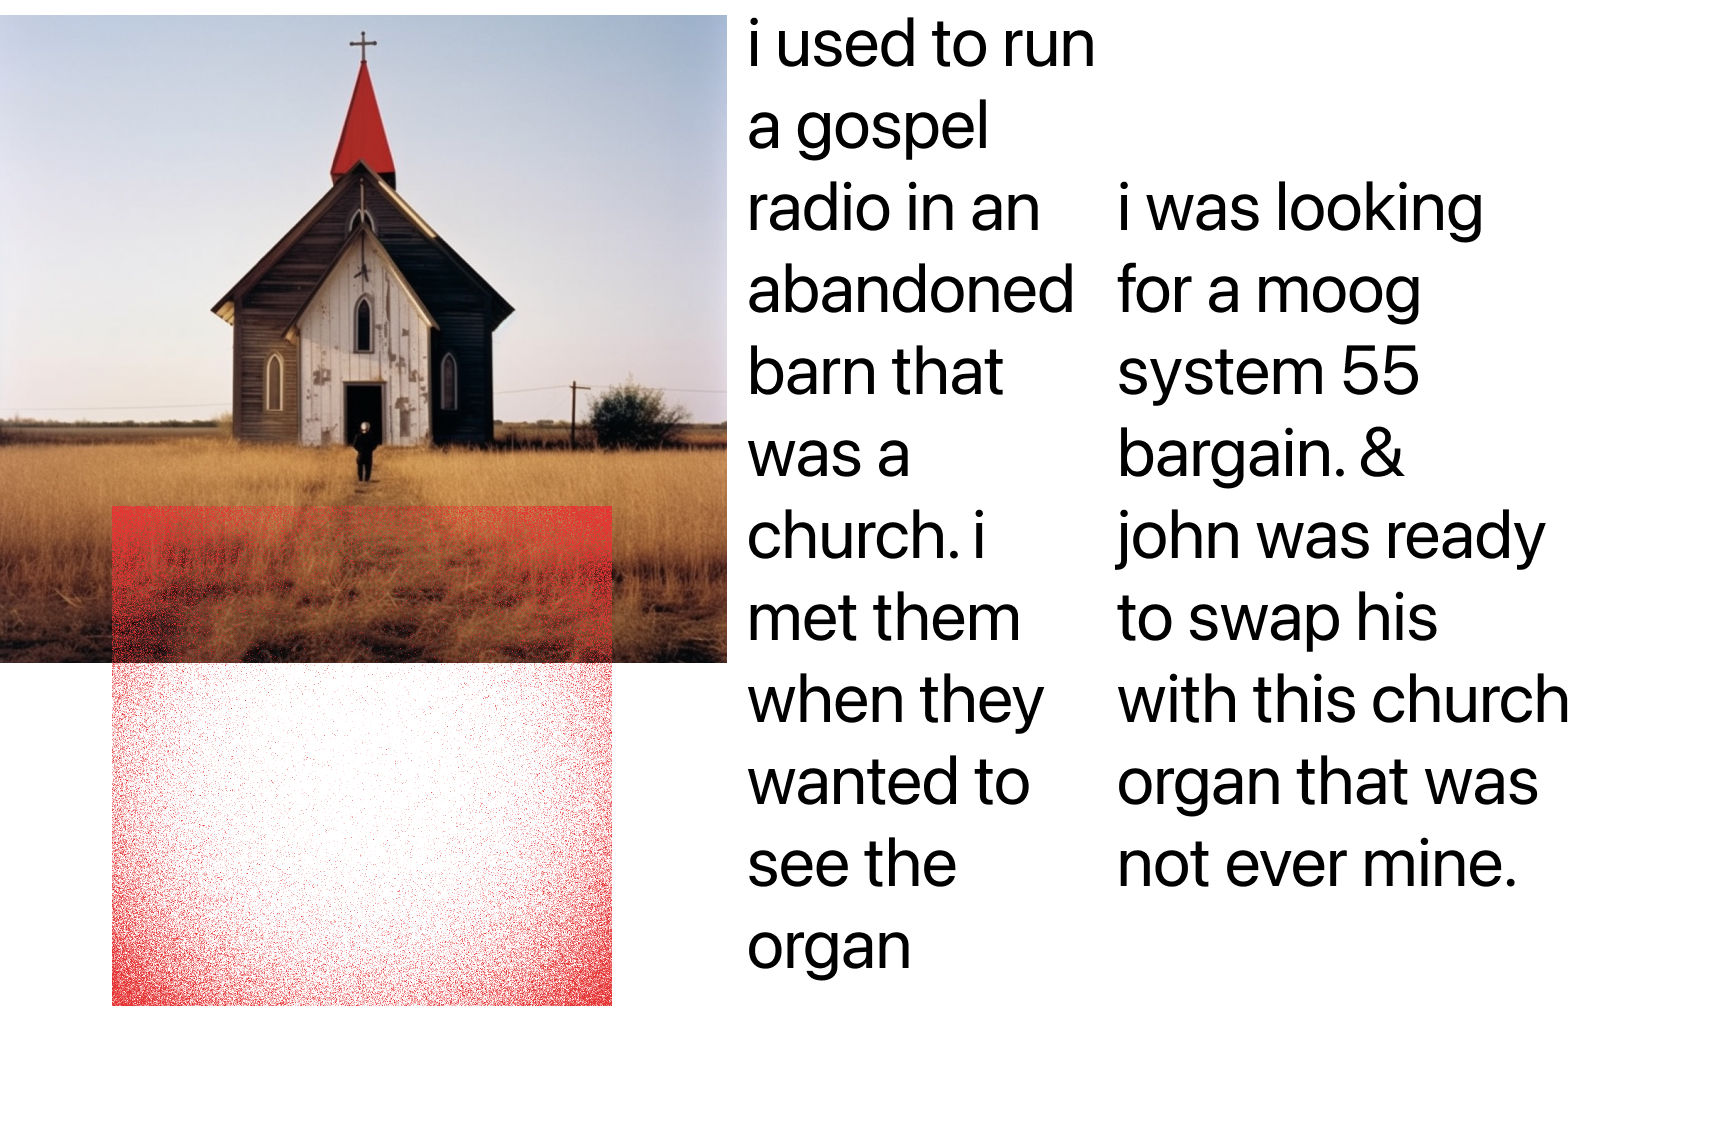 i used to run
a gospel
radio in an
abandoned
barn that
was a
church. i
met them
when they
wanted to
see the
organ
i was looking
for a moog
system 55
bargain. &
john was ready
to swap his
with this church
organ that was
not ever mine.